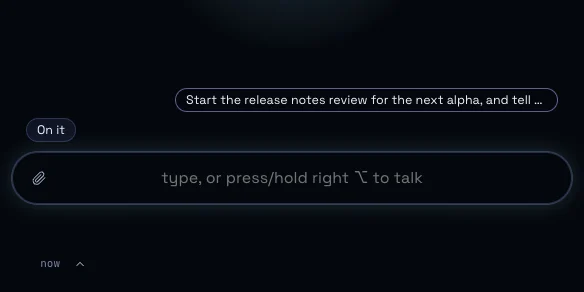 Start the release notes review for the next alpha, and tell ...
On it
type, or press/hold right ⌥ to talk
now